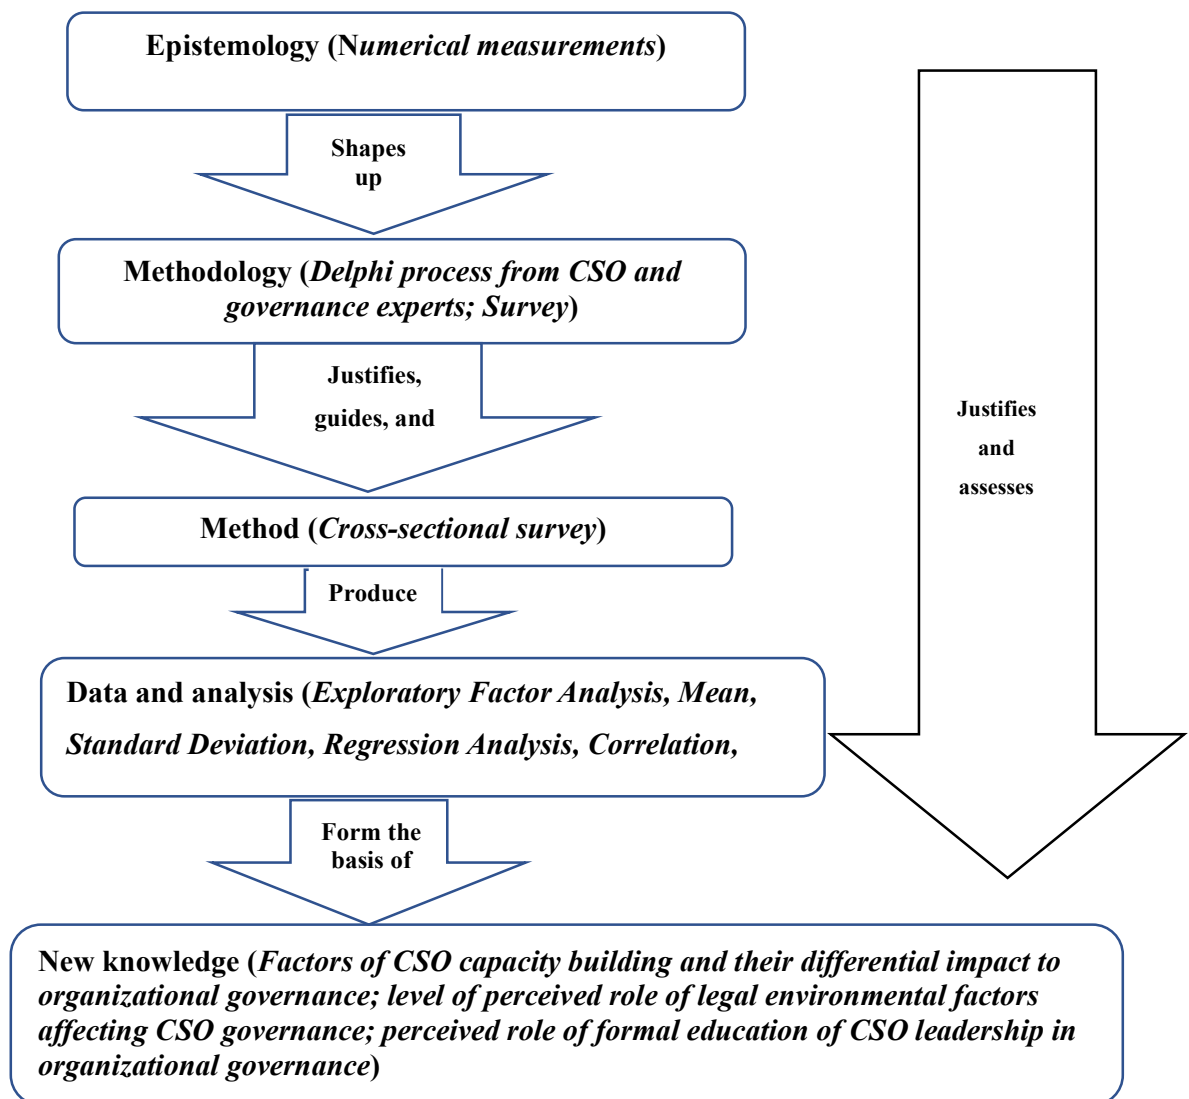 Epistemology (Numerical measurements)
Shapes
up
Methodology (Delphi process from CSO and
governance experts; Survey)
Justifies,
guides, and
Method (Cross-sectional survey)
Produce
Data and analysis (Exploratory Factor Analysis, Mean,
Standard Deviation, Regression Analysis, Correlation,
Form the
basis of
New knowledge (Factors of CSO capacity building and their differential impact to
organizational governance; level of perceived role of legal environmental factors
affecting CSO governance; perceived role of formal education of CSO leadership in
organizational governance)
Justifies
and
assesses